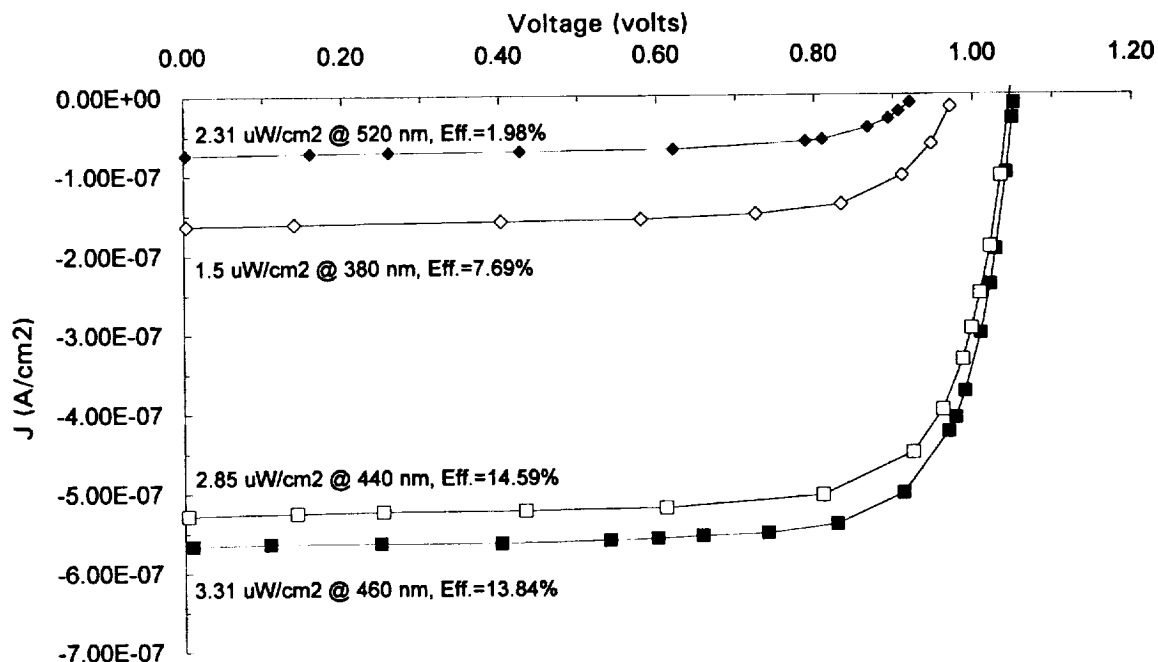 Voltage (volts)
0.00 0.20 0.40 0.60 0.80 1.00 1.20
0.00E+00
2.31 uW/cm2 @ 520 nm, Eff.=1.98%
-1.00E-07
-2.00E-07
1.5 uW/cm2 @ 380 nm, Eff.=7.69%
-3.00E-07
J (A/cm2)
-4.00E-07
2.85 uW/cm2 @ 440 nm, Eff.=14.59%
-5.00E-07
-6.00E-07
3.31 uW/cm2 @ 460 nm, Eff.=13.84%
-7.00E-07